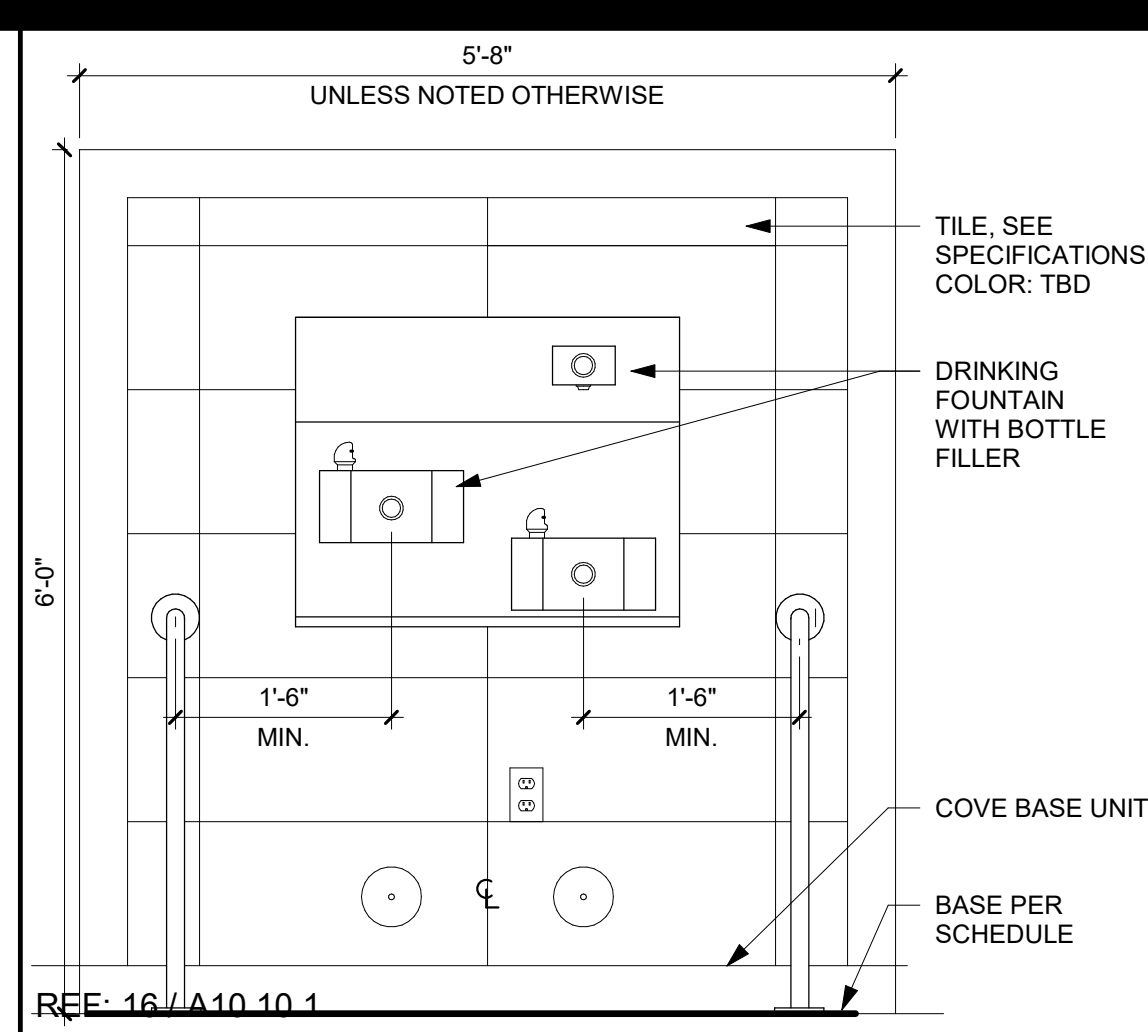 5'-8"
UNLESS NOTED OTHERWISE
TILE, SEE
SPECIFICATIONS
COLOR: TBD
DRINKING
FOUNTAIN
WITH BOTTLE
FILLER
6'-0"
1'-6"
MIN.
1'-6"
MIN.
COVE BASE UNIT
℄
BASE PER
SCHEDULE
REF: 16 / A10 10 1